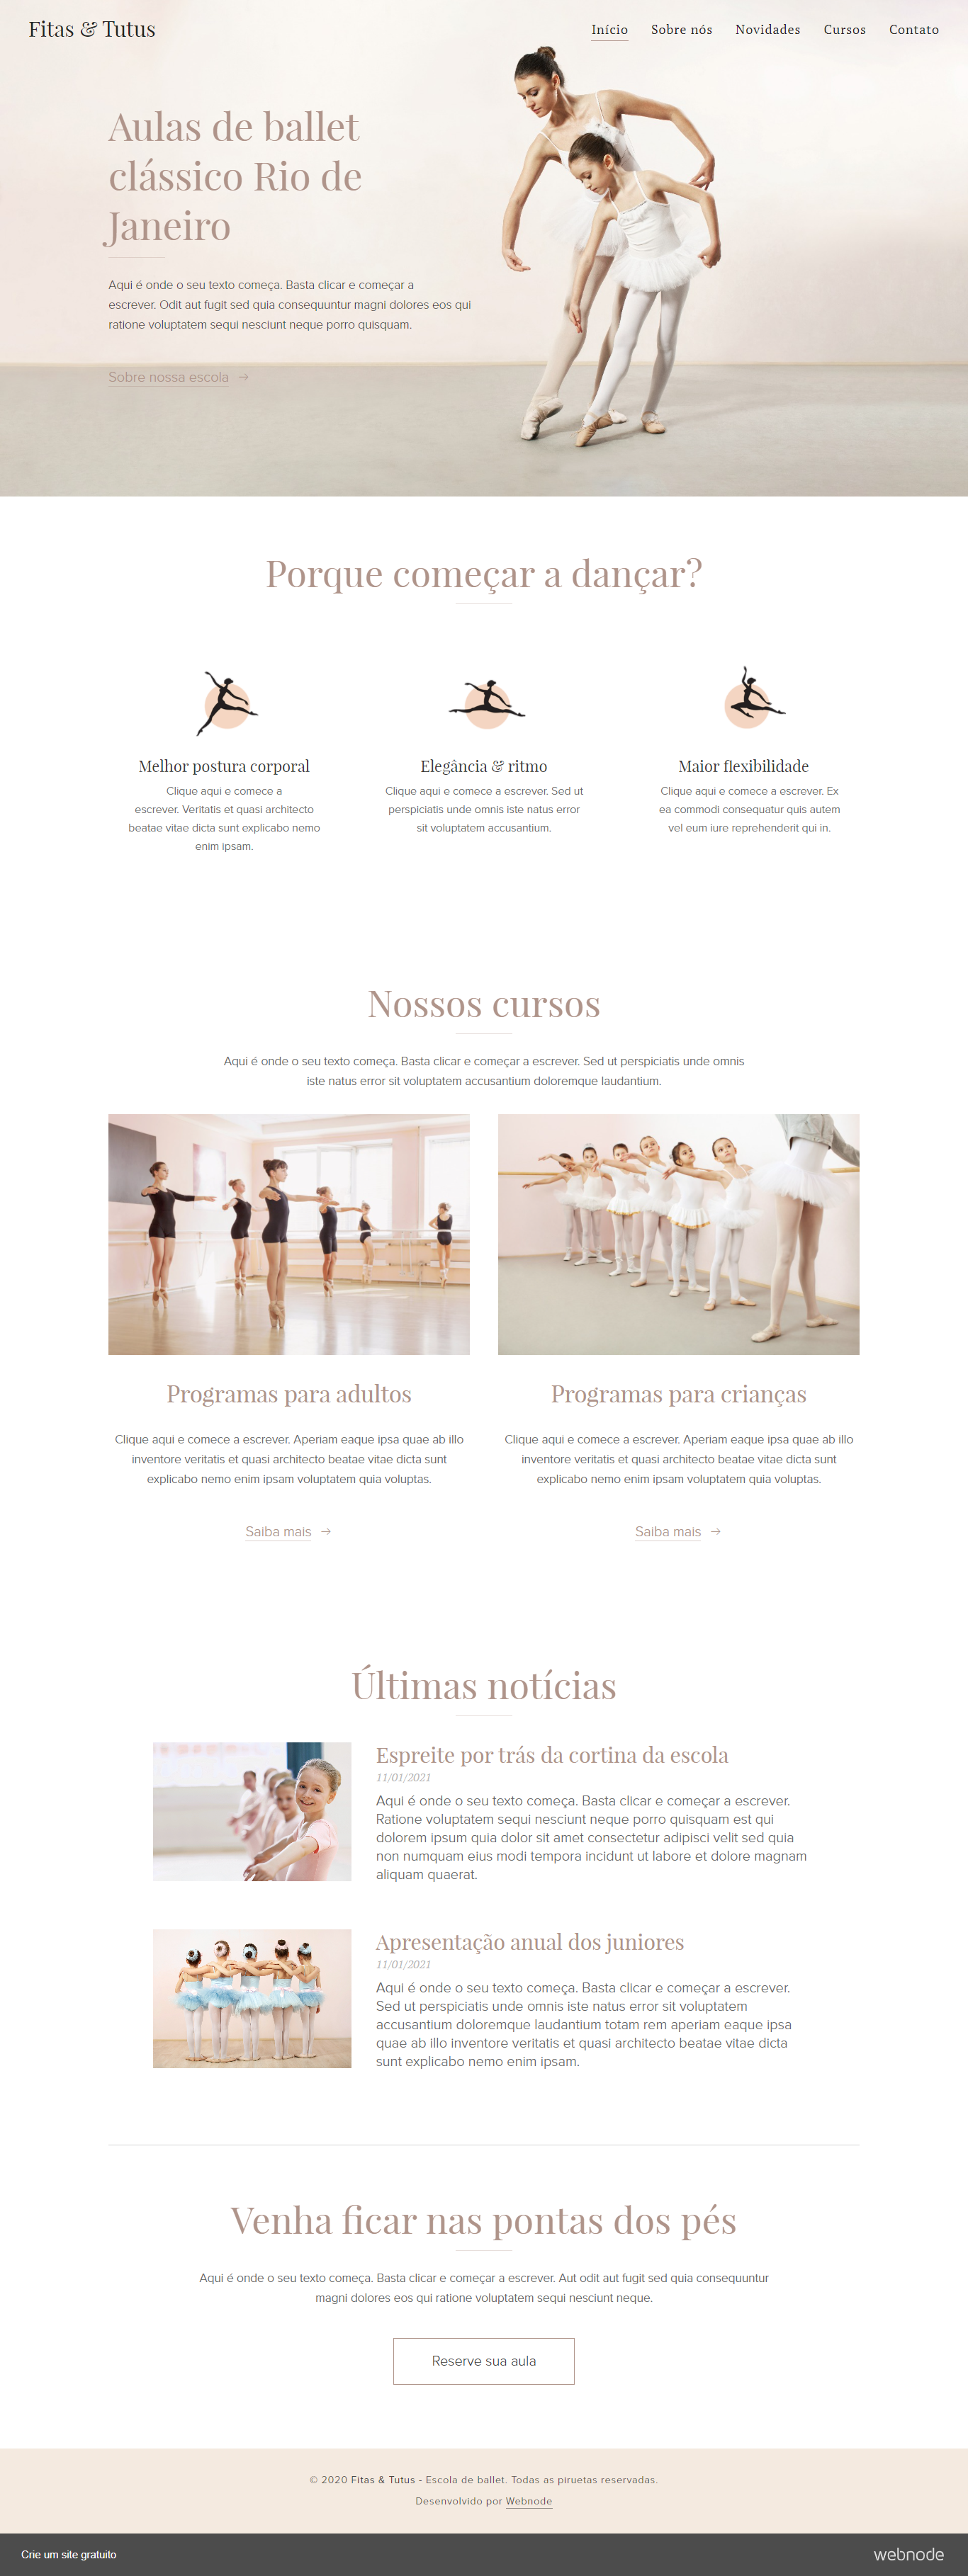 Fitas & Tutus
Início Sobre nós Novidades Cursos Contato
Aulas de ballet
clássico Rio de
Janeiro
Aqui é onde o seu texto começa. Basta clicar e começar a
escrever. Odit aut fugit sed quia consequuntur magni dolores eos qui
ratione voluptatem sequi nesciunt neque porro quisquam.
Sobre nossa escola →
Porque começar a dançar?
Melhor postura corporal
Clique aqui e comece a
escrever. Veritatis et quasi architecto
beatae vitae dicta sunt explicabo nemo
enim ipsam.
Elegância & ritmo
Clique aqui e comece a escrever. Sed ut
perspiciatis unde omnis iste natus error
sit voluptatem accusantium.
Maior flexibilidade
Clique aqui e comece a escrever. Ex
ea commodi consequatur quis autem
vel eum iure reprehenderit qui in.
Nossos cursos
Aqui é onde o seu texto começa. Basta clicar e começar a escrever. Sed ut perspiciatis unde omnis
iste natus error sit voluptatem accusantium doloremque laudantium.
Programas para adultos
Clique aqui e comece a escrever. Aperiam eaque ipsa quae ab illo
inventore veritatis et quasi architecto beatae vitae dicta sunt
explicabo nemo enim ipsam voluptatem quia voluptas.
Saiba mais →
Programas para crianças
Clique aqui e comece a escrever. Aperiam eaque ipsa quae ab illo
inventore veritatis et quasi architecto beatae vitae dicta sunt
explicabo nemo enim ipsam voluptatem quia voluptas.
Saiba mais →
Últimas notícias
Espreite por trás da cortina da escola
11/01/2021
Aqui é onde o seu texto começa. Basta clicar e começar a escrever.
Ratione voluptatem sequi nesciunt neque porro quisquam est qui
dolorem ipsum quia dolor sit amet consectetur adipisci velit sed quia
non numquam eius modi tempora incidunt ut labore et dolore magnam
aliquam quaerat.
Apresentação anual dos juniores
11/01/2021
Aqui é onde o seu texto começa. Basta clicar e começar a escrever.
Sed ut perspiciatis unde omnis iste natus error sit voluptatem
accusantium doloremque laudantium totam rem aperiam eaque ipsa
quae ab illo inventore veritatis et quasi architecto beatae vitae dicta
sunt explicabo nemo enim ipsam.
Venha ficar nas pontas dos pés
Aqui é onde o seu texto começa. Basta clicar e começar a escrever. Aut odit aut fugit sed quia consequuntur
magni dolores eos qui ratione voluptatem sequi nesciunt neque.
Reserve sua aula
© 2020 Fitas & Tutus - Escola de ballet. Todas as piruetas reservadas.
Desenvolvido por Webnode
Crie um site gratuito
webnode